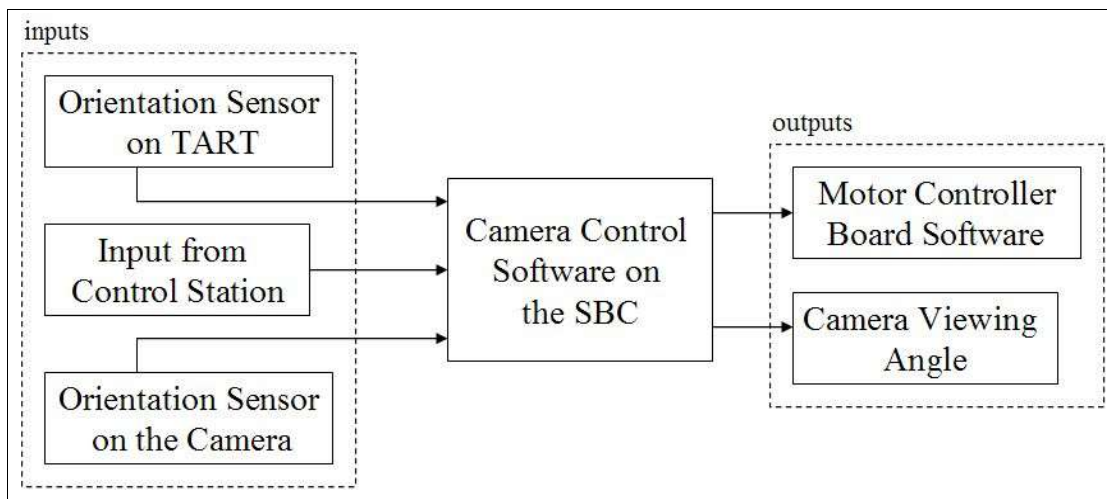 inputs
Orientation Sensor
on TART
Input from
Control Station
Orientation Sensor
on the Camera
Camera Control
Software on
the SBC
outputs
Motor Controller
Board Software
Camera Viewing
Angle